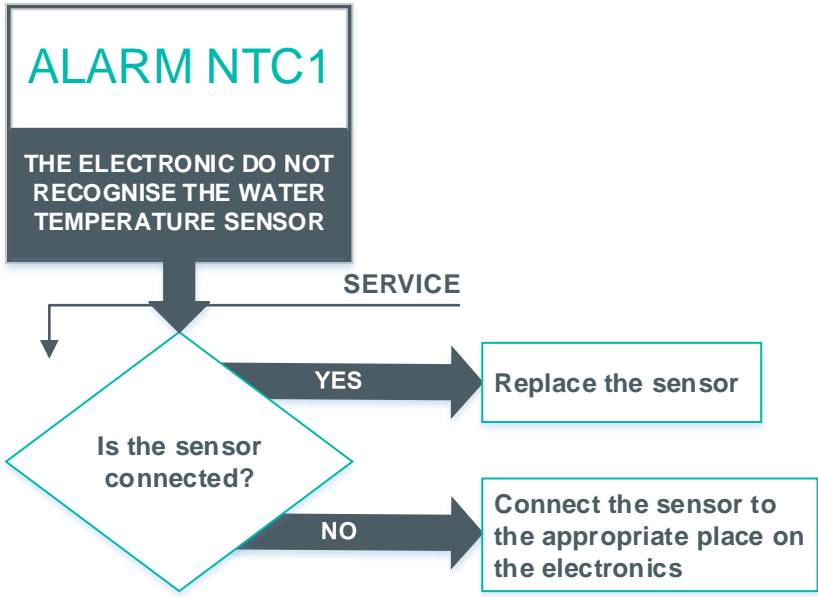 ALARM NTC1
THE ELECTRONIC DO NOT
RECOGNISE THE WATER
TEMPERATURE SENSOR
SERVICE
YES
Replace the sensor
Is the sensor
connected?
NO
Connect the sensor to
the appropriate place on
the electronics